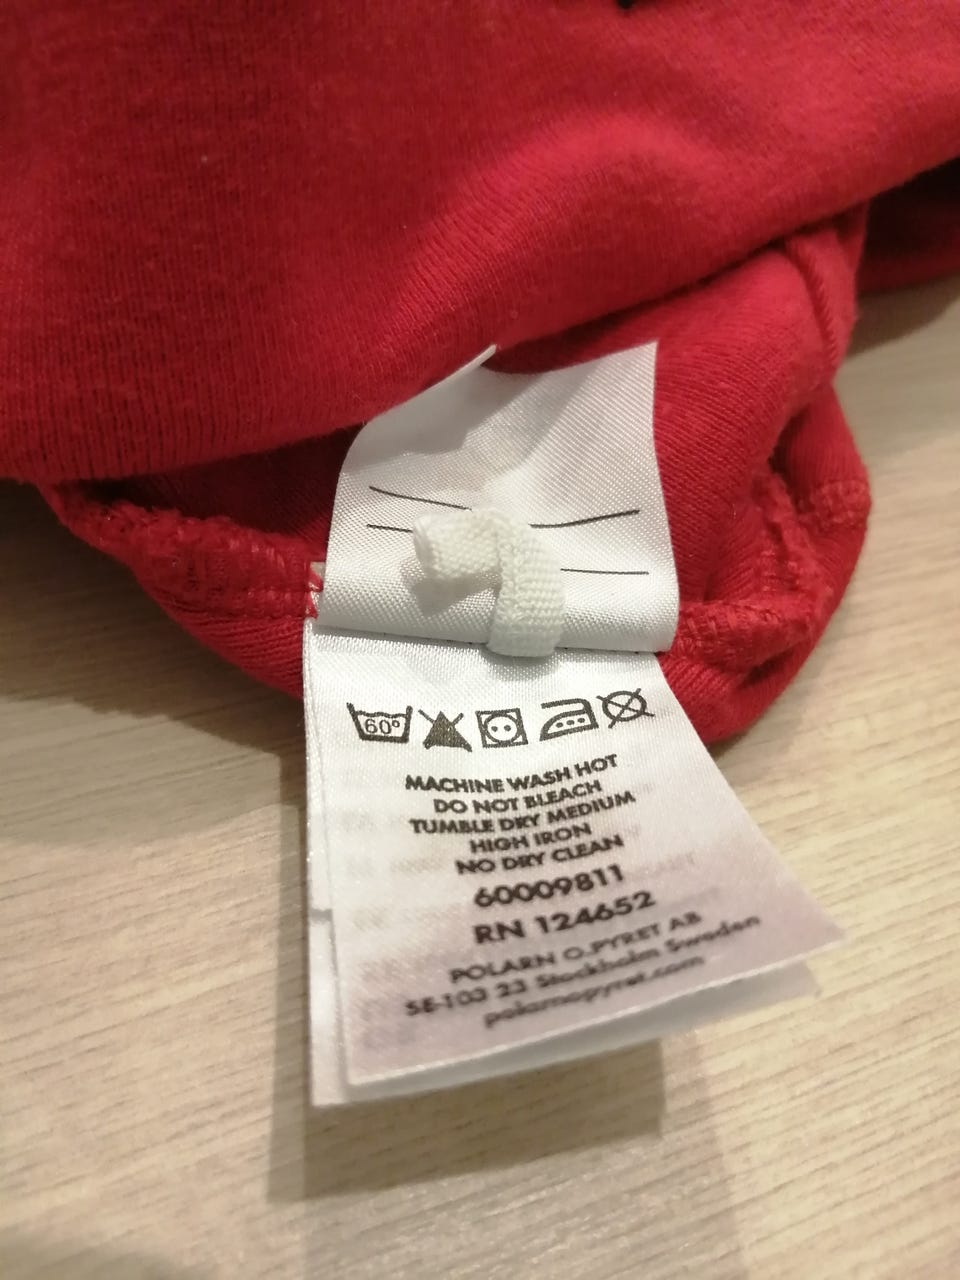 60°
MACHINE WASH HOT
DO NOT BLEACH
TUMBLE DRY MEDIUM
HIGH IRON
NO DRY CLEAN
60009811
RN 124652
POLARN O.PYRET AB
SE-103 23 Stockholm Sweden
polarnopyret.com